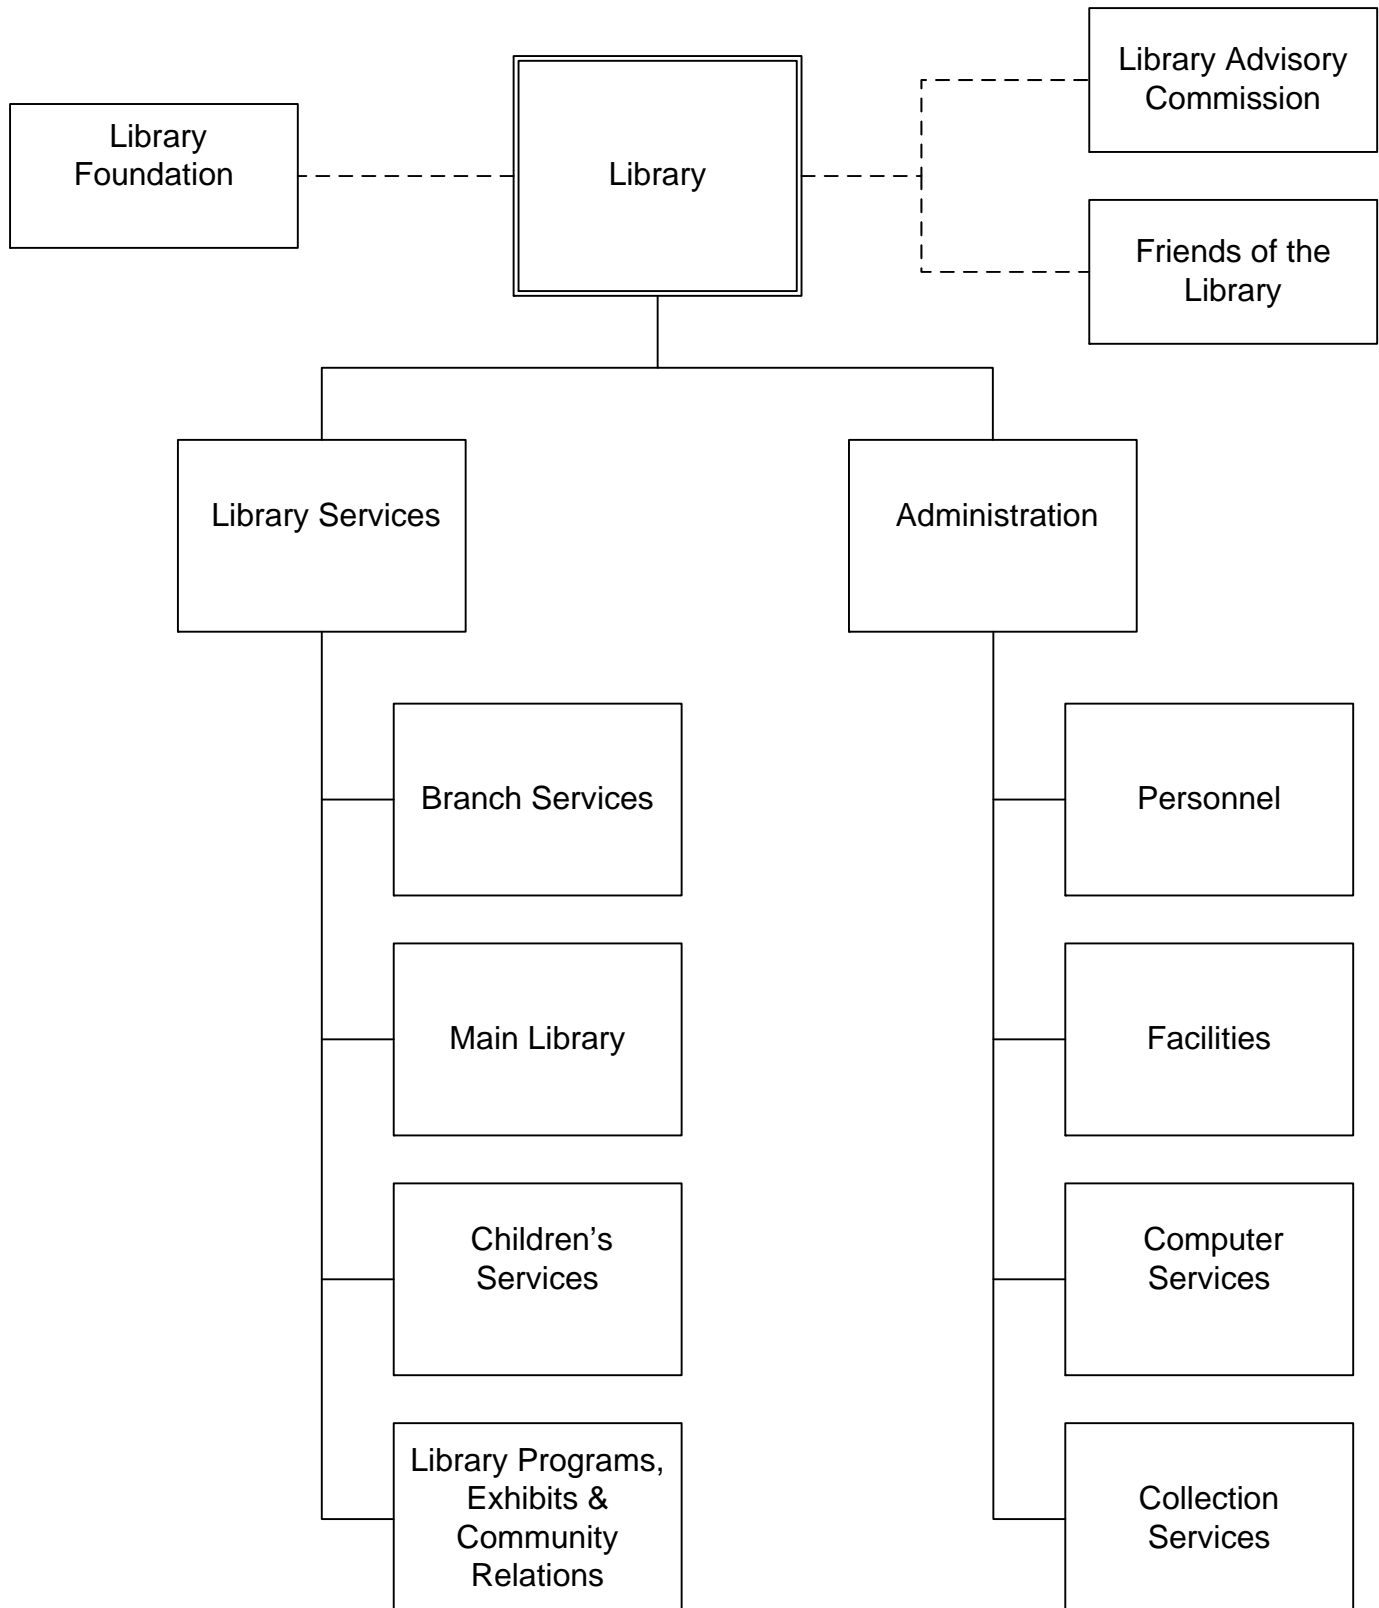 Library Advisory
Commission
Library
Foundation
Library
Friends of the
Library
Library Services
Administration
Branch Services
Personnel
Main Library
Facilities
Children’s
Services
Computer
Services
Library Programs,
Exhibits &
Community
Relations
Collection
Services